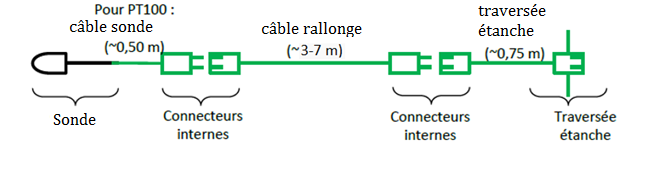 Pour PT100 :
câble sonde
(~0,50 m)
câble rallonge
(~3-7 m)
traversée
étanche
(~0,75 m)
Sonde
Connecteurs
internes
Connecteurs
internes
Traversée
étanche